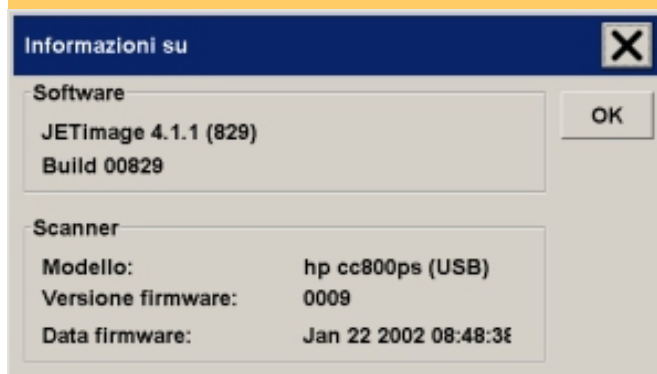 Informazioni su
Software
OK
JETimage 4.1.1 (829)
Build 00829
Scanner
Modello: hp cc800ps (USB)
Versione firmware: 0009
Data firmware: Jan 22 2002 08:48:38